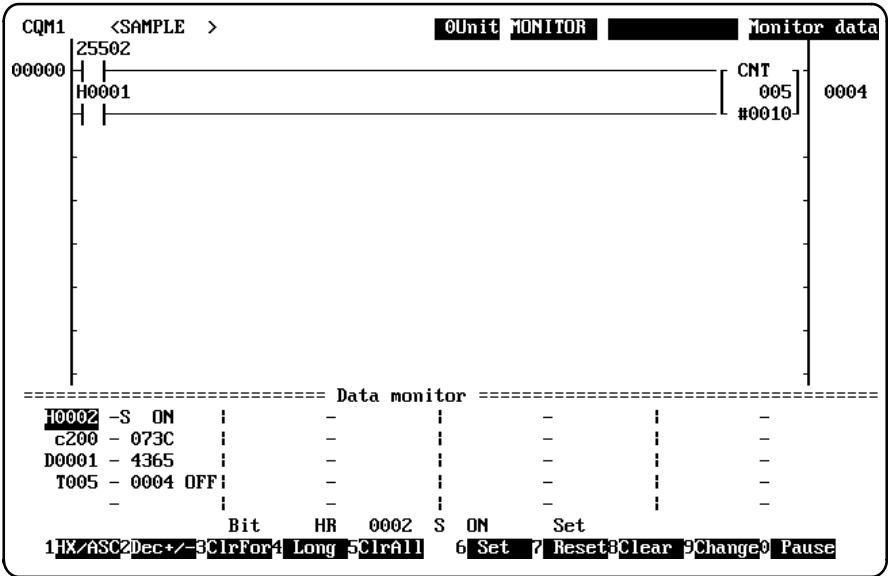 CQM1 <SAMPLE > 0Unit MONITOR Monitor data
25502
00000 CNT
H0001 005 0004
#0010
Data monitor
H0002 -S ON
c200 - 073C
D0001 - 4365
T005 - 0004 OFF
Bit HR 0002 S ON Set
1HX/ASC2Dec+/-3ClrFor4 Long 5ClrAll 6 Set 7 Reset8Clear 9Change0 Pause